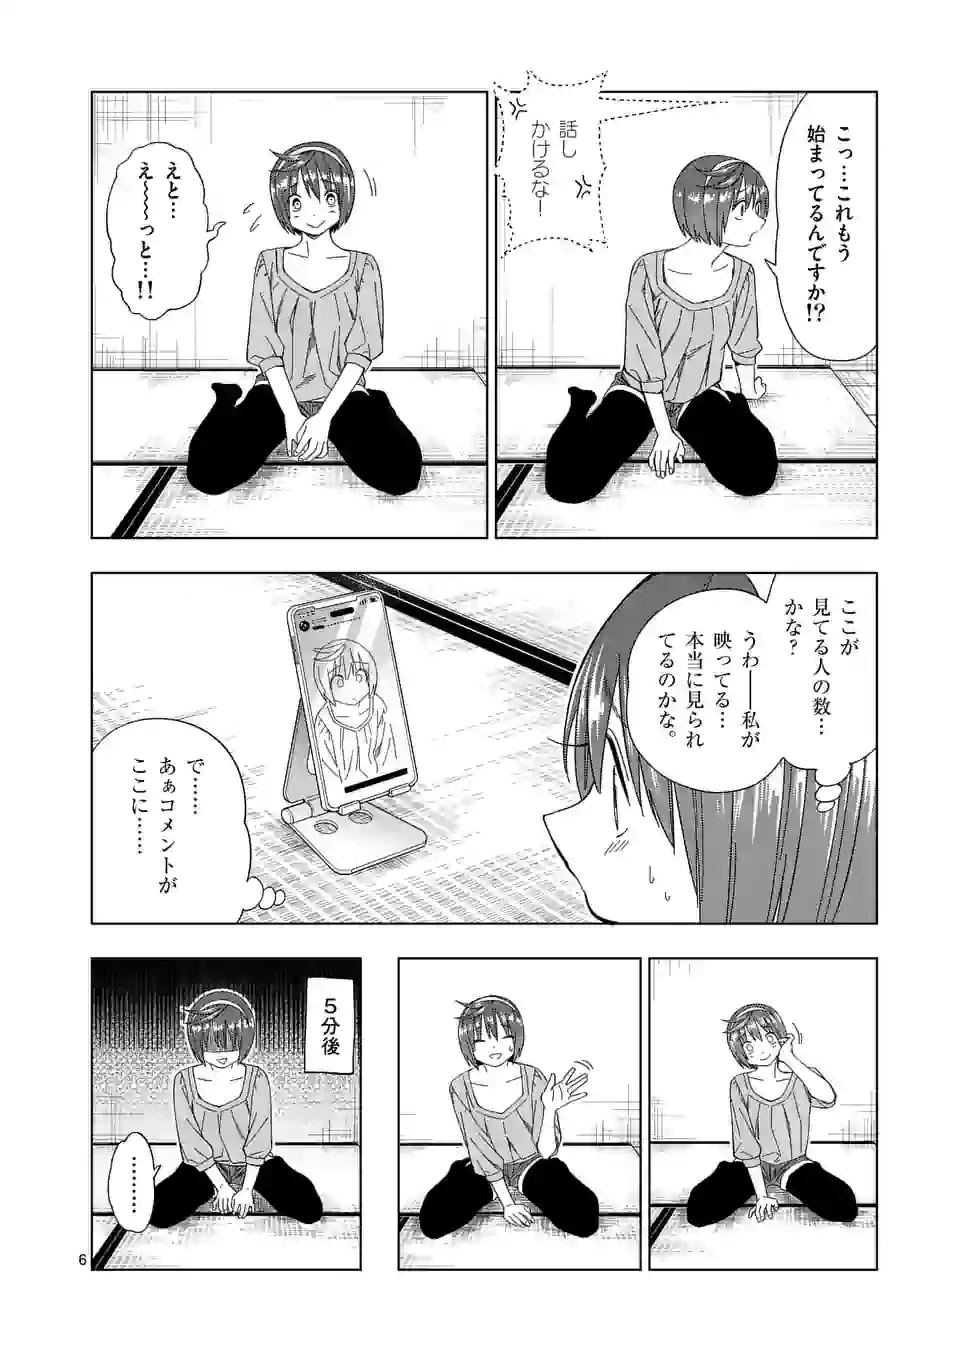 こっ…これもう
始まってるんですか!?
話し
かけるなー
えと…
え〜〜〜っと…!!
ここが
見てる人の数…
かな?
うわ――私が
映ってる…
本当に見られ
てるのかな。
で……
あぁコメントが
ここに……
5分後
………
6